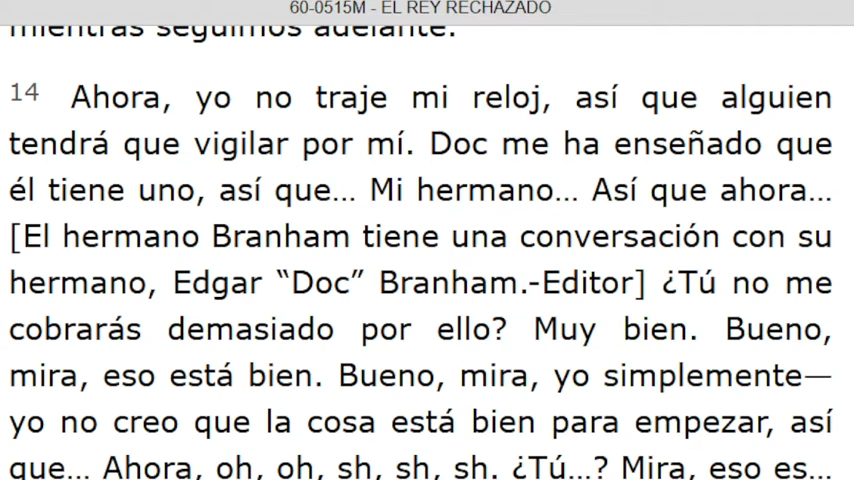 60-0515M - EL REY RECHAZADO
mientras seguimos adelante.
14 Ahora, yo no traje mi reloj, así que alguien
tendrá que vigilar por mí. Doc me ha enseñado que
él tiene uno, así que… Mi hermano… Así que ahora…
[El hermano Branham tiene una conversación con su
hermano, Edgar “Doc” Branham.-Editor] ¿Tú no me
cobrarás demasiado por ello? Muy bien. Bueno,
mira, eso está bien. Bueno, mira, yo simplemente—
yo no creo que la cosa está bien para empezar, así
que… Ahora, oh, oh, sh, sh, sh. ¿Tú…? Mira, eso es…